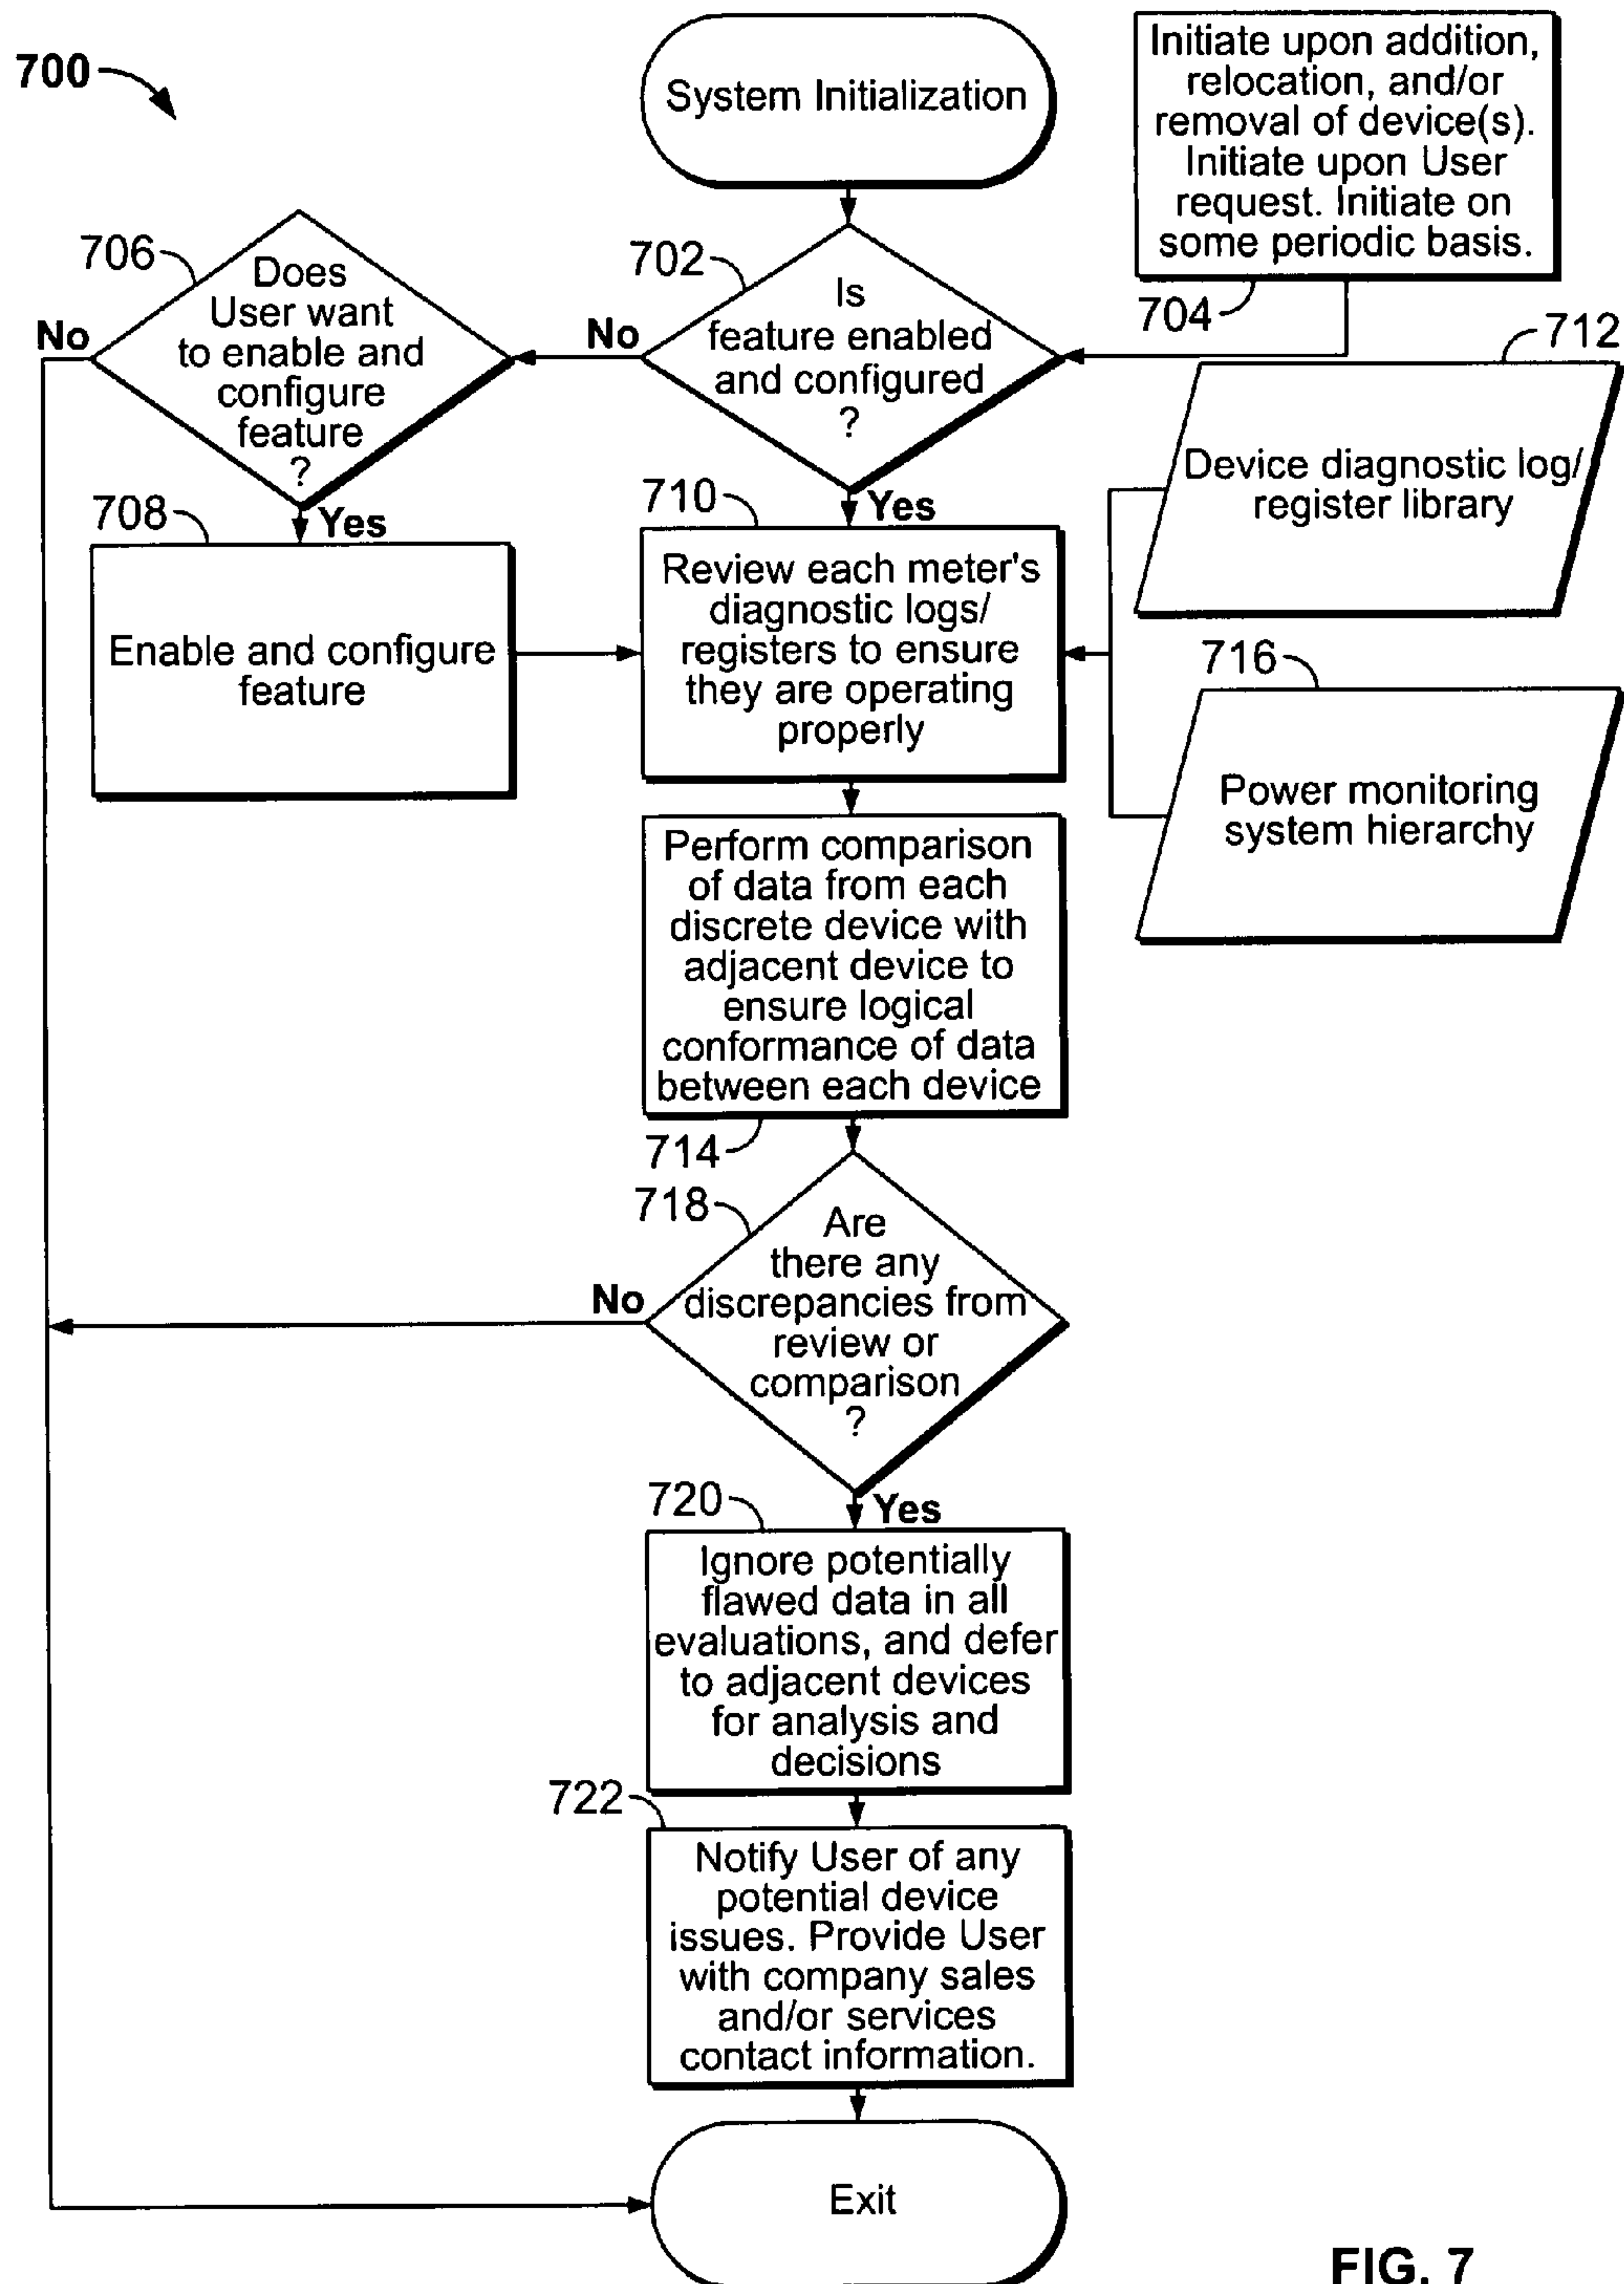 700
System Initialization
Initiate upon addition,
relocation, and/or
removal of device(s).
Initiate upon User
request. Initiate on
some periodic basis.
704
706
Does
User want
to enable and
configure
feature
?
No
Yes
702
Is
feature enabled
and configured
?
No
Yes
712
Device diagnostic log/
register library
708
Enable and configure
feature
710
Review each meter's
diagnostic logs/
registers to ensure
they are operating
properly
716
Power monitoring
system hierarchy
Perform comparison
of data from each
discrete device with
adjacent device to
ensure logical
conformance of data
between each device
714
718
Are
there any
discrepancies from
review or
comparison
?
No
Yes
720
Ignore potentially
flawed data in all
evaluations, and defer
to adjacent devices
for analysis and
decisions
722
Notify User of any
potential device
issues. Provide User
with company sales
and/or services
contact information.
Exit
FIG. 7